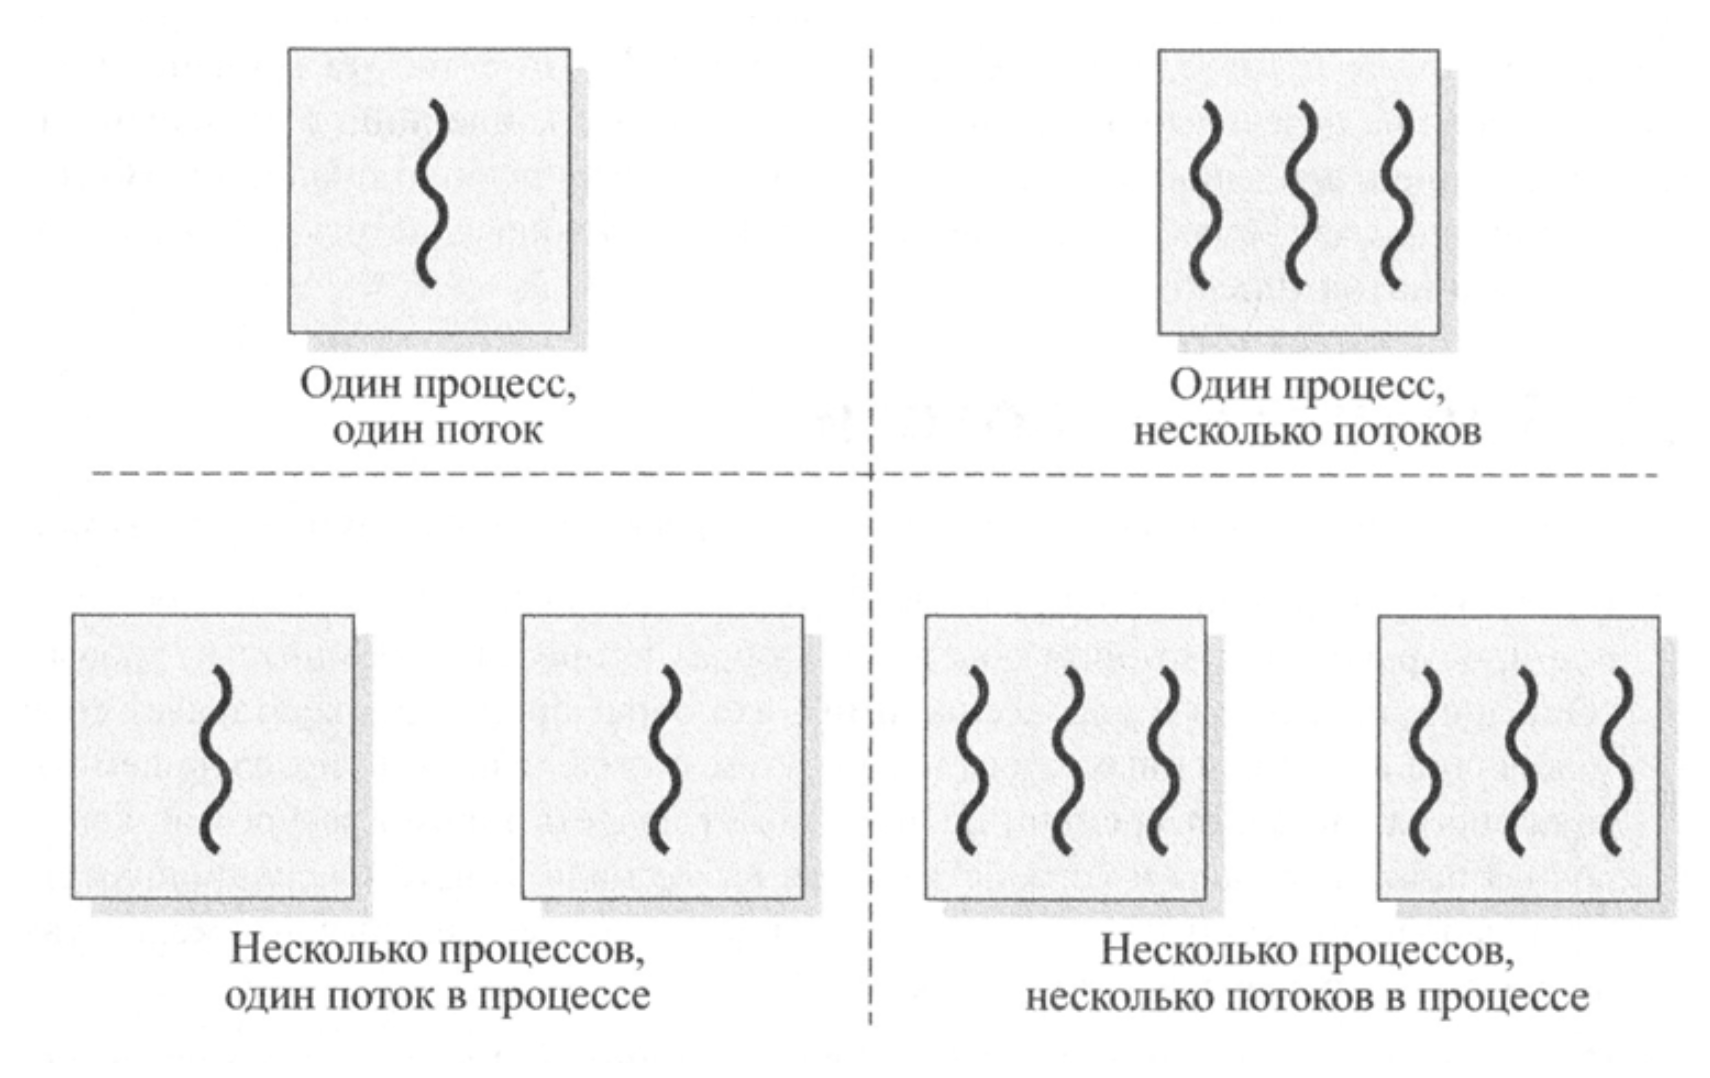 Один процесс,
один поток
Один процесс,
несколько потоков
Несколько процессов,
один поток в процессе
Несколько процессов,
несколько потоков в процессе